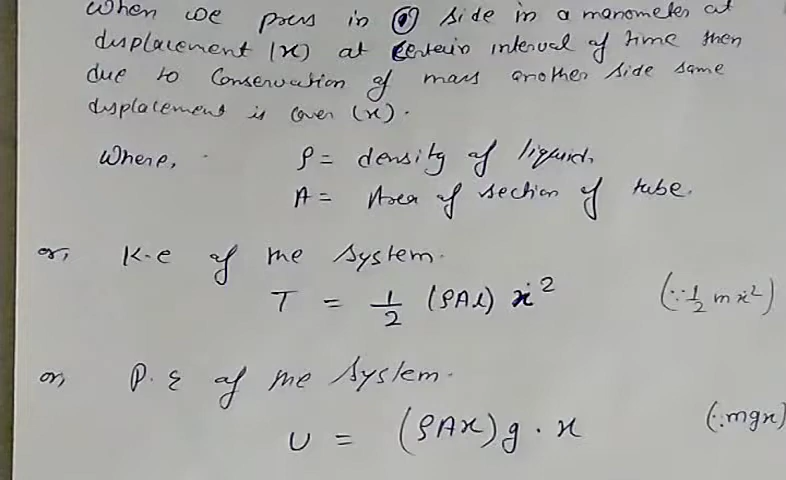 When we press in ① side in a manometer at
displacement (x) at certain interval of time then
due to conservation of mass another side same
displacement is cover (x).
Where, ρ = density of liquid,
A = Area of section of tube.
or, K.e of the system.
T = 1/2 (ρAl) ẋ² (∵ 1/2 mẋ²)
or, P.E of the system.
U = (ρAx)g . x (∵ mgx)